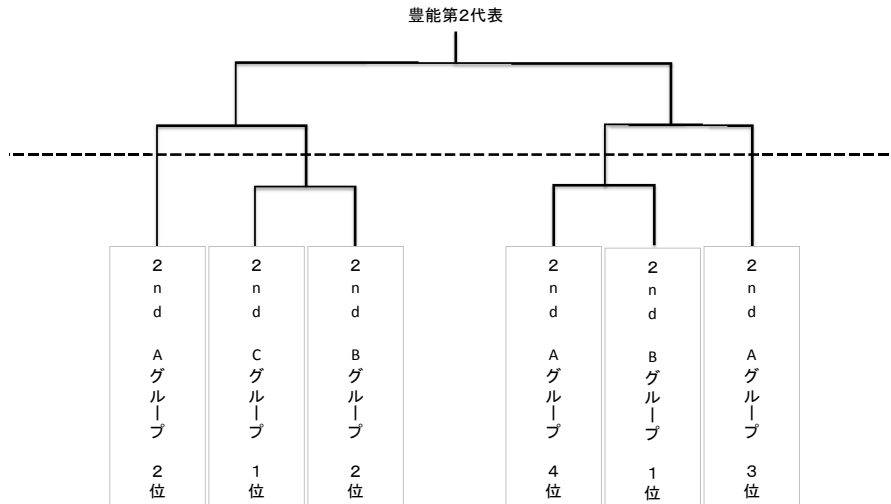 豊能第2代表
2nd Aグループ 2位
2nd Cグループ 1位
2nd Bグループ 2位
2nd Aグループ 4位
2nd Bグループ 1位
2nd Aグループ 3位